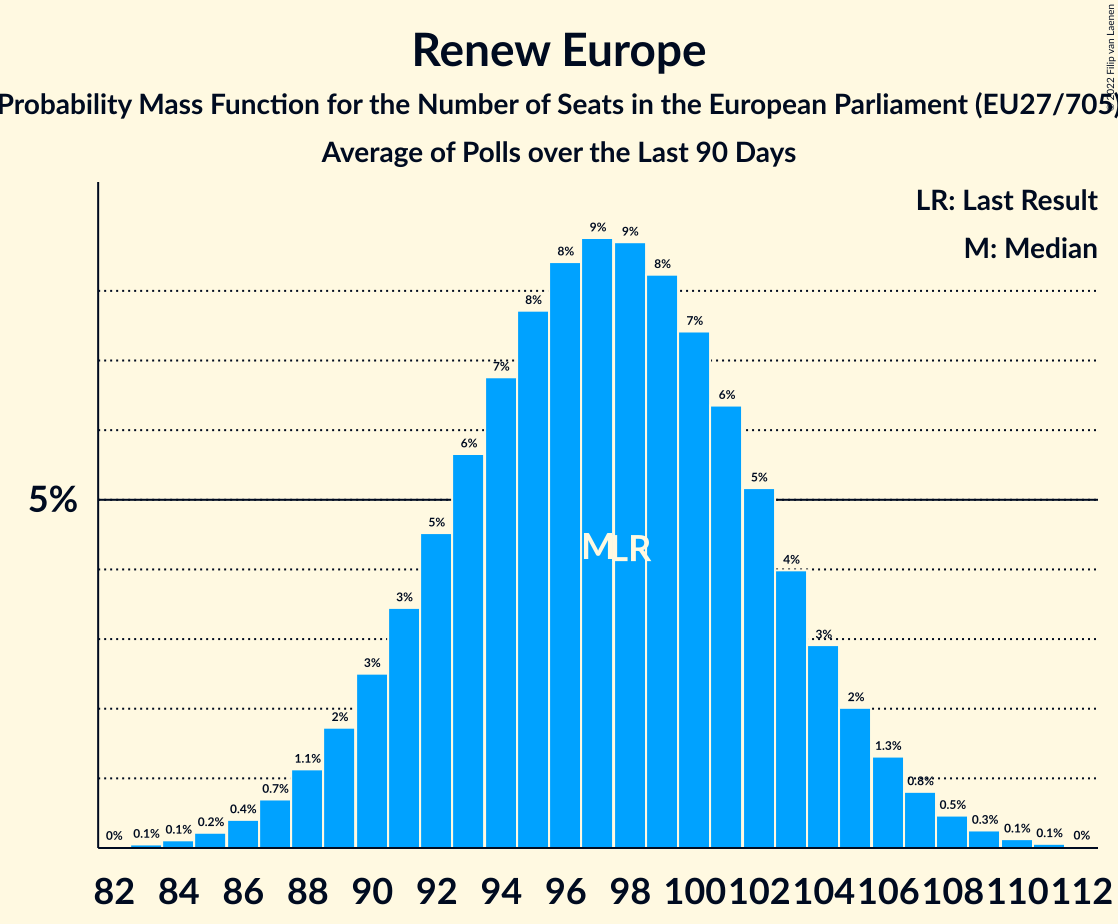 Renew Europe
Probability Mass Function for the Number of Seats in the European Parliament (EU27/705)
Average of Polls over the Last 90 Days
© 2022 Filip van Laenen
LR: Last Result
M: Median
5%
0% 0.1% 0.1% 0.2% 0.4% 0.7% 1.1% 2% 3% 3% 5% 6% 7% 8% 8% 9% 9% 8% 7% 6% 5% 4% 3% 2% 1.3% 0.8% 0.5% 0.3% 0.1% 0.1% 0%
M LR
82 84 86 88 90 92 94 96 98 100 102 104 106 108 110 112